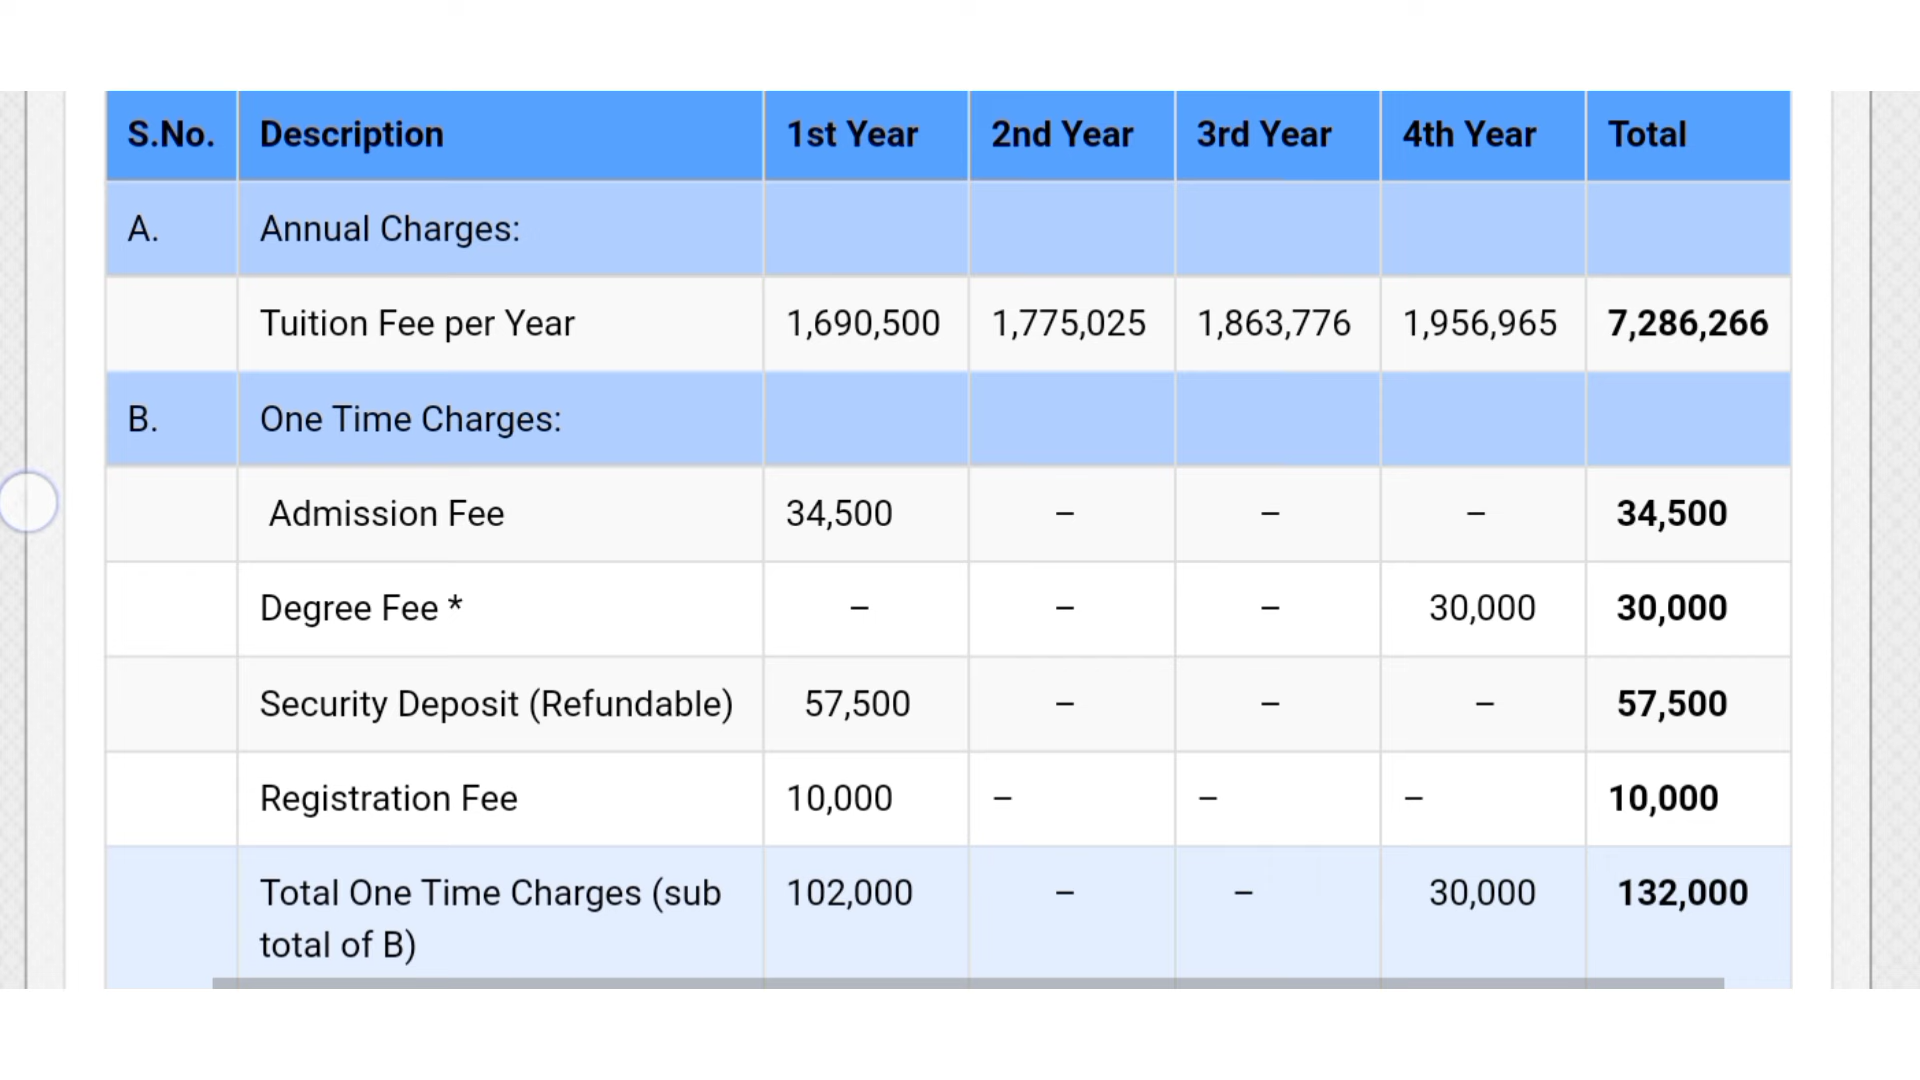 S.No. Description 1st Year 2nd Year 3rd Year 4th Year Total
A. Annual Charges:
Tuition Fee per Year 1,690,500 1,775,025 1,863,776 1,956,965 7,286,266
B. One Time Charges:
Admission Fee 34,500 – – – 34,500
Degree Fee * – – – 30,000 30,000
Security Deposit (Refundable) 57,500 – – – 57,500
Registration Fee 10,000 – – – 10,000
Total One Time Charges (sub 102,000 – – 30,000 132,000
total of B)